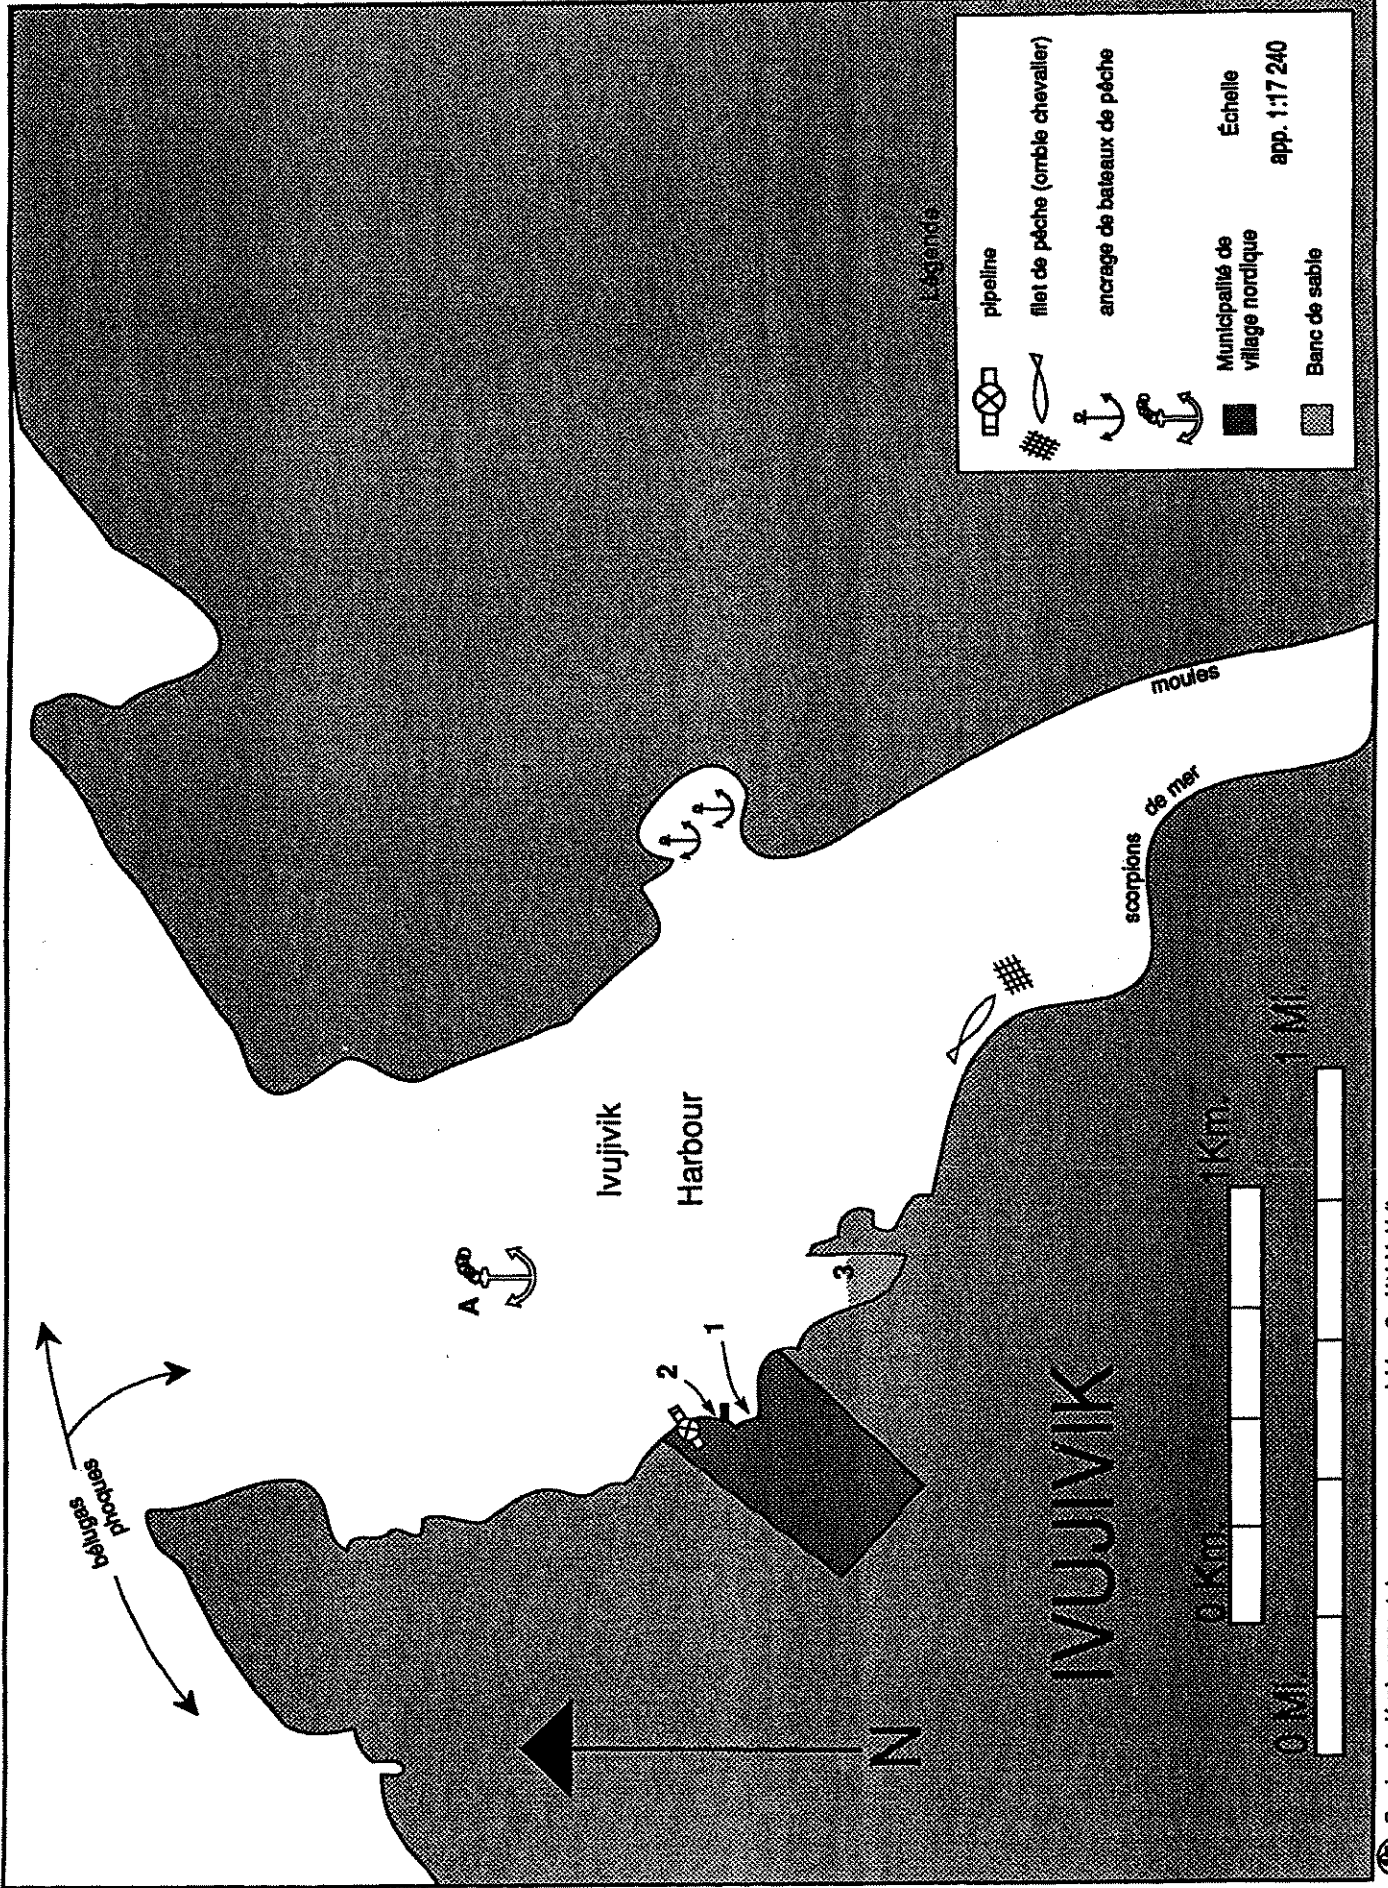 bélugas
phoques
A
Ivujivik
Harbour
2
1
3
moules
scorpions
de mer
N
IVUJIVIK
0 Km.
1 Km.
0 Mi.
1 Mi.
Légende
pipeline
filet de pêche (omble chevalier)
ancrage de bateaux de pêche
Municipalité de
village nordique
Banc de sable
Échelle
app. 1:17 240